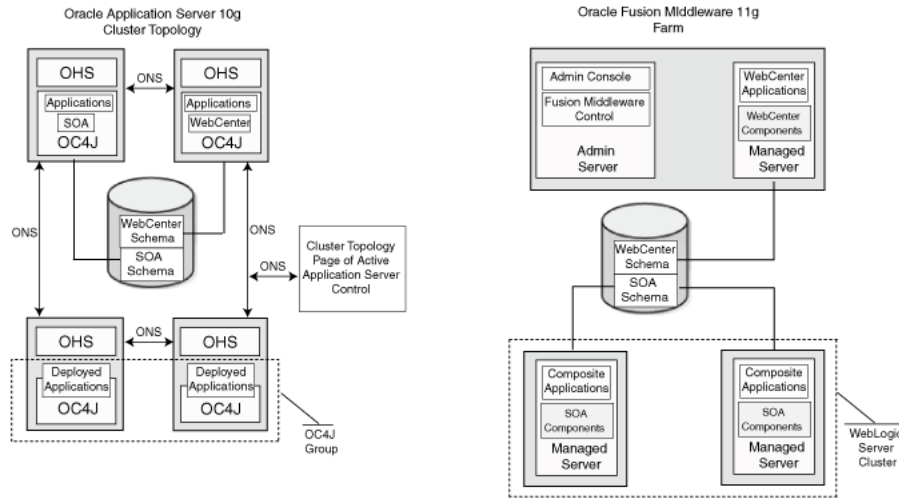 Oracle Application Server 10g
Cluster Topology
OHS
ONS
OHS
Applications
SOA
OC4J
Applications
WebCenter
OC4J
ONS
WebCenter
Schema
SOA
Schema
ONS
ONS
Cluster Topology
Page of Active
Application Server
Control
OHS
ONS
OHS
Deployed
Applications
OC4J
Deployed
Applications
OC4J
OC4J
Group
Oracle Fusion MIddleware 11g
Farm
Admin Console
Fusion Middleware
Control
Admin
Server
WebCenter
Applications
WebCenter
Components
Managed
Server
WebCenter
Schema
SOA
Schema
Composite
Applications
SOA
Components
Managed
Server
Composite
Applications
SOA
Components
Managed
Server
WebLogic
Server
Cluster